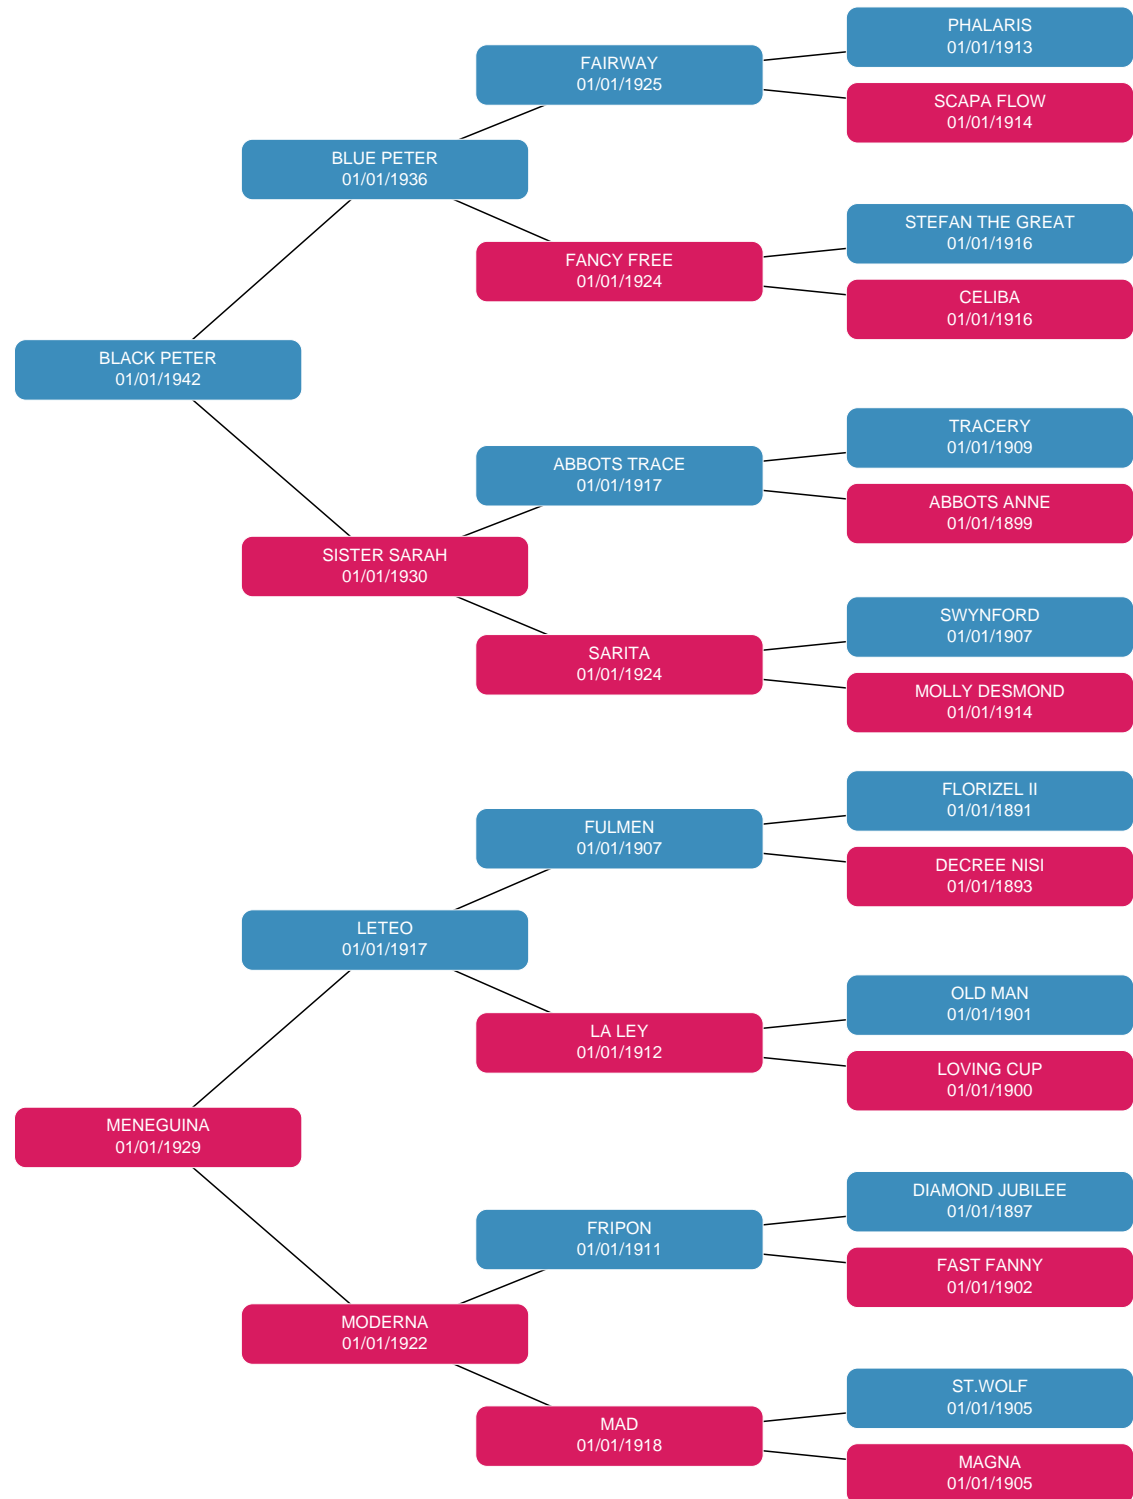 PHALARIS
01/01/1913
FAIRWAY
01/01/1925
SCAPA FLOW
01/01/1914
BLUE PETER
01/01/1936
STEFAN THE GREAT
01/01/1916
FANCY FREE
01/01/1924
CELIBA
01/01/1916
BLACK PETER
01/01/1942
TRACERY
01/01/1909
ABBOTS TRACE
01/01/1917
ABBOTS ANNE
01/01/1899
SISTER SARAH
01/01/1930
SWYNFORD
01/01/1907
SARITA
01/01/1924
MOLLY DESMOND
01/01/1914
FLORIZEL II
01/01/1891
FULMEN
01/01/1907
DECREE NISI
01/01/1893
LETEO
01/01/1917
OLD MAN
01/01/1901
LA LEY
01/01/1912
LOVING CUP
01/01/1900
MENEGUINA
01/01/1929
DIAMOND JUBILEE
01/01/1897
FRIPON
01/01/1911
FAST FANNY
01/01/1902
MODERNA
01/01/1922
ST.WOLF
01/01/1905
MAD
01/01/1918
MAGNA
01/01/1905